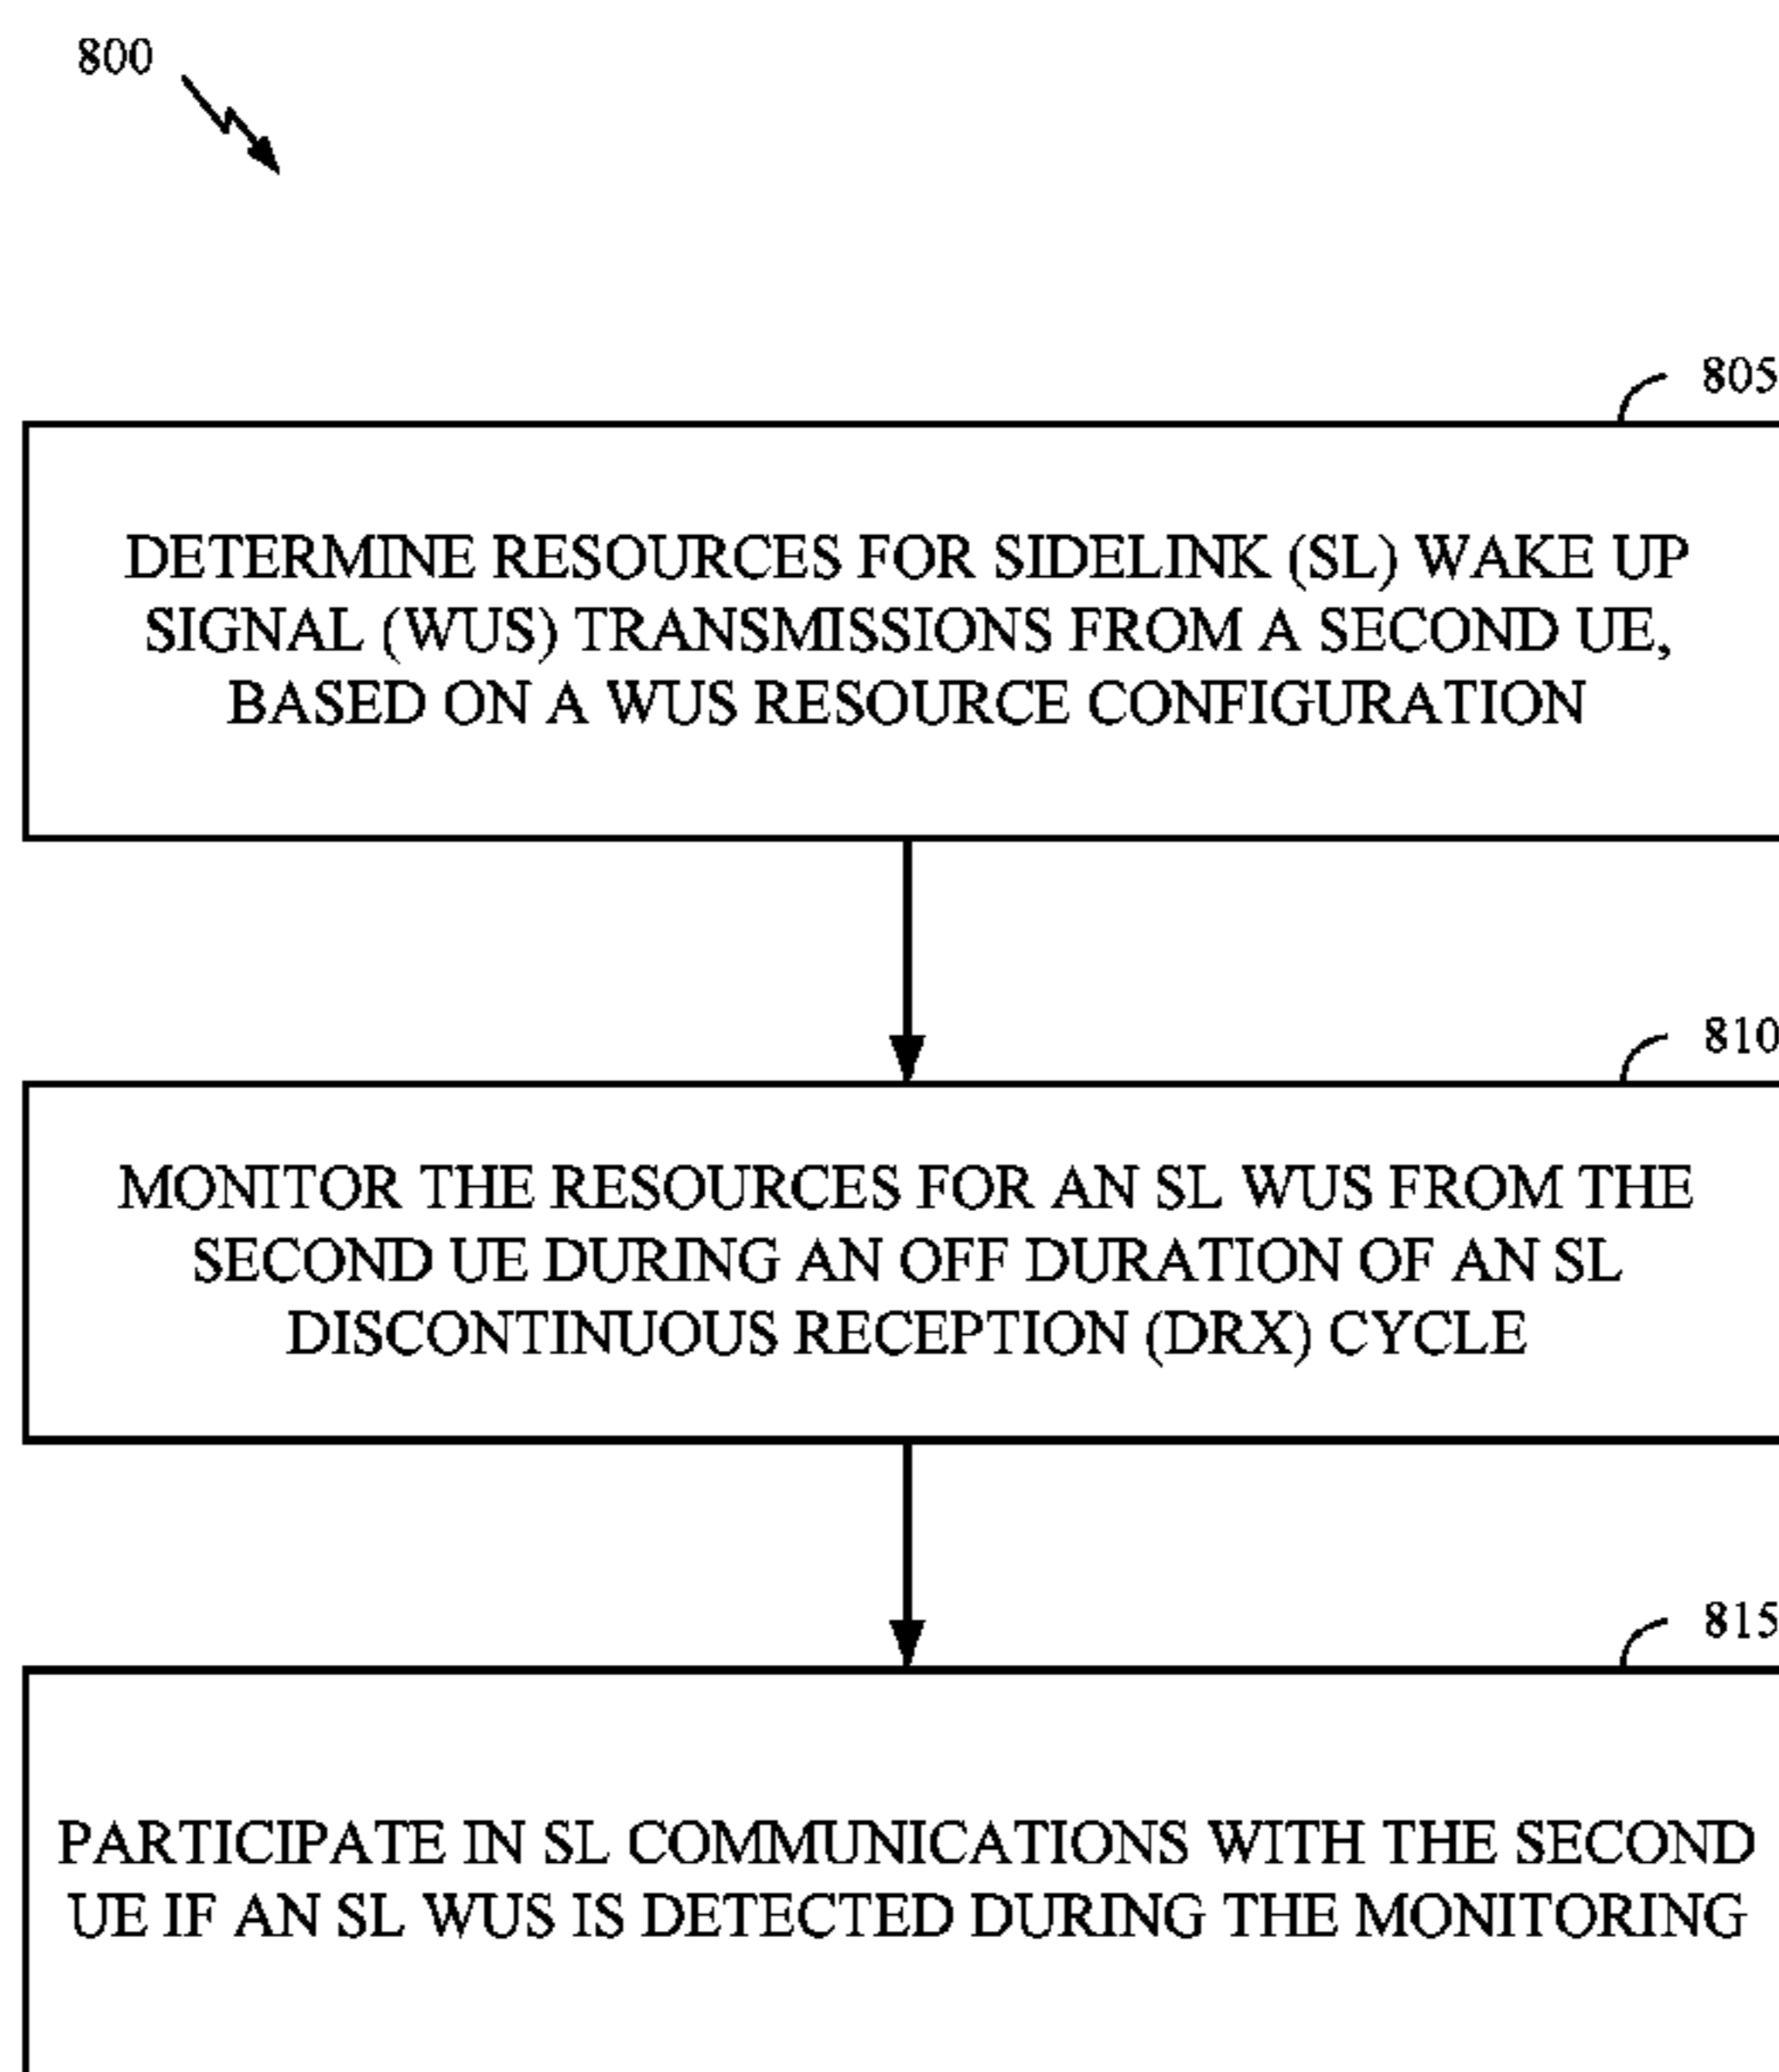 800
805
DETERMINE RESOURCES FOR SIDELINK (SL) WAKE UP
SIGNAL (WUS) TRANSMISSIONS FROM A SECOND UE,
BASED ON A WUS RESOURCE CONFIGURATION
810
MONITOR THE RESOURCES FOR AN SL WUS FROM THE
SECOND UE DURING AN OFF DURATION OF AN SL
DISCONTINUOUS RECEPTION (DRX) CYCLE
815
PARTICIPATE IN SL COMMUNICATIONS WITH THE SECOND
UE IF AN SL WUS IS DETECTED DURING THE MONITORING